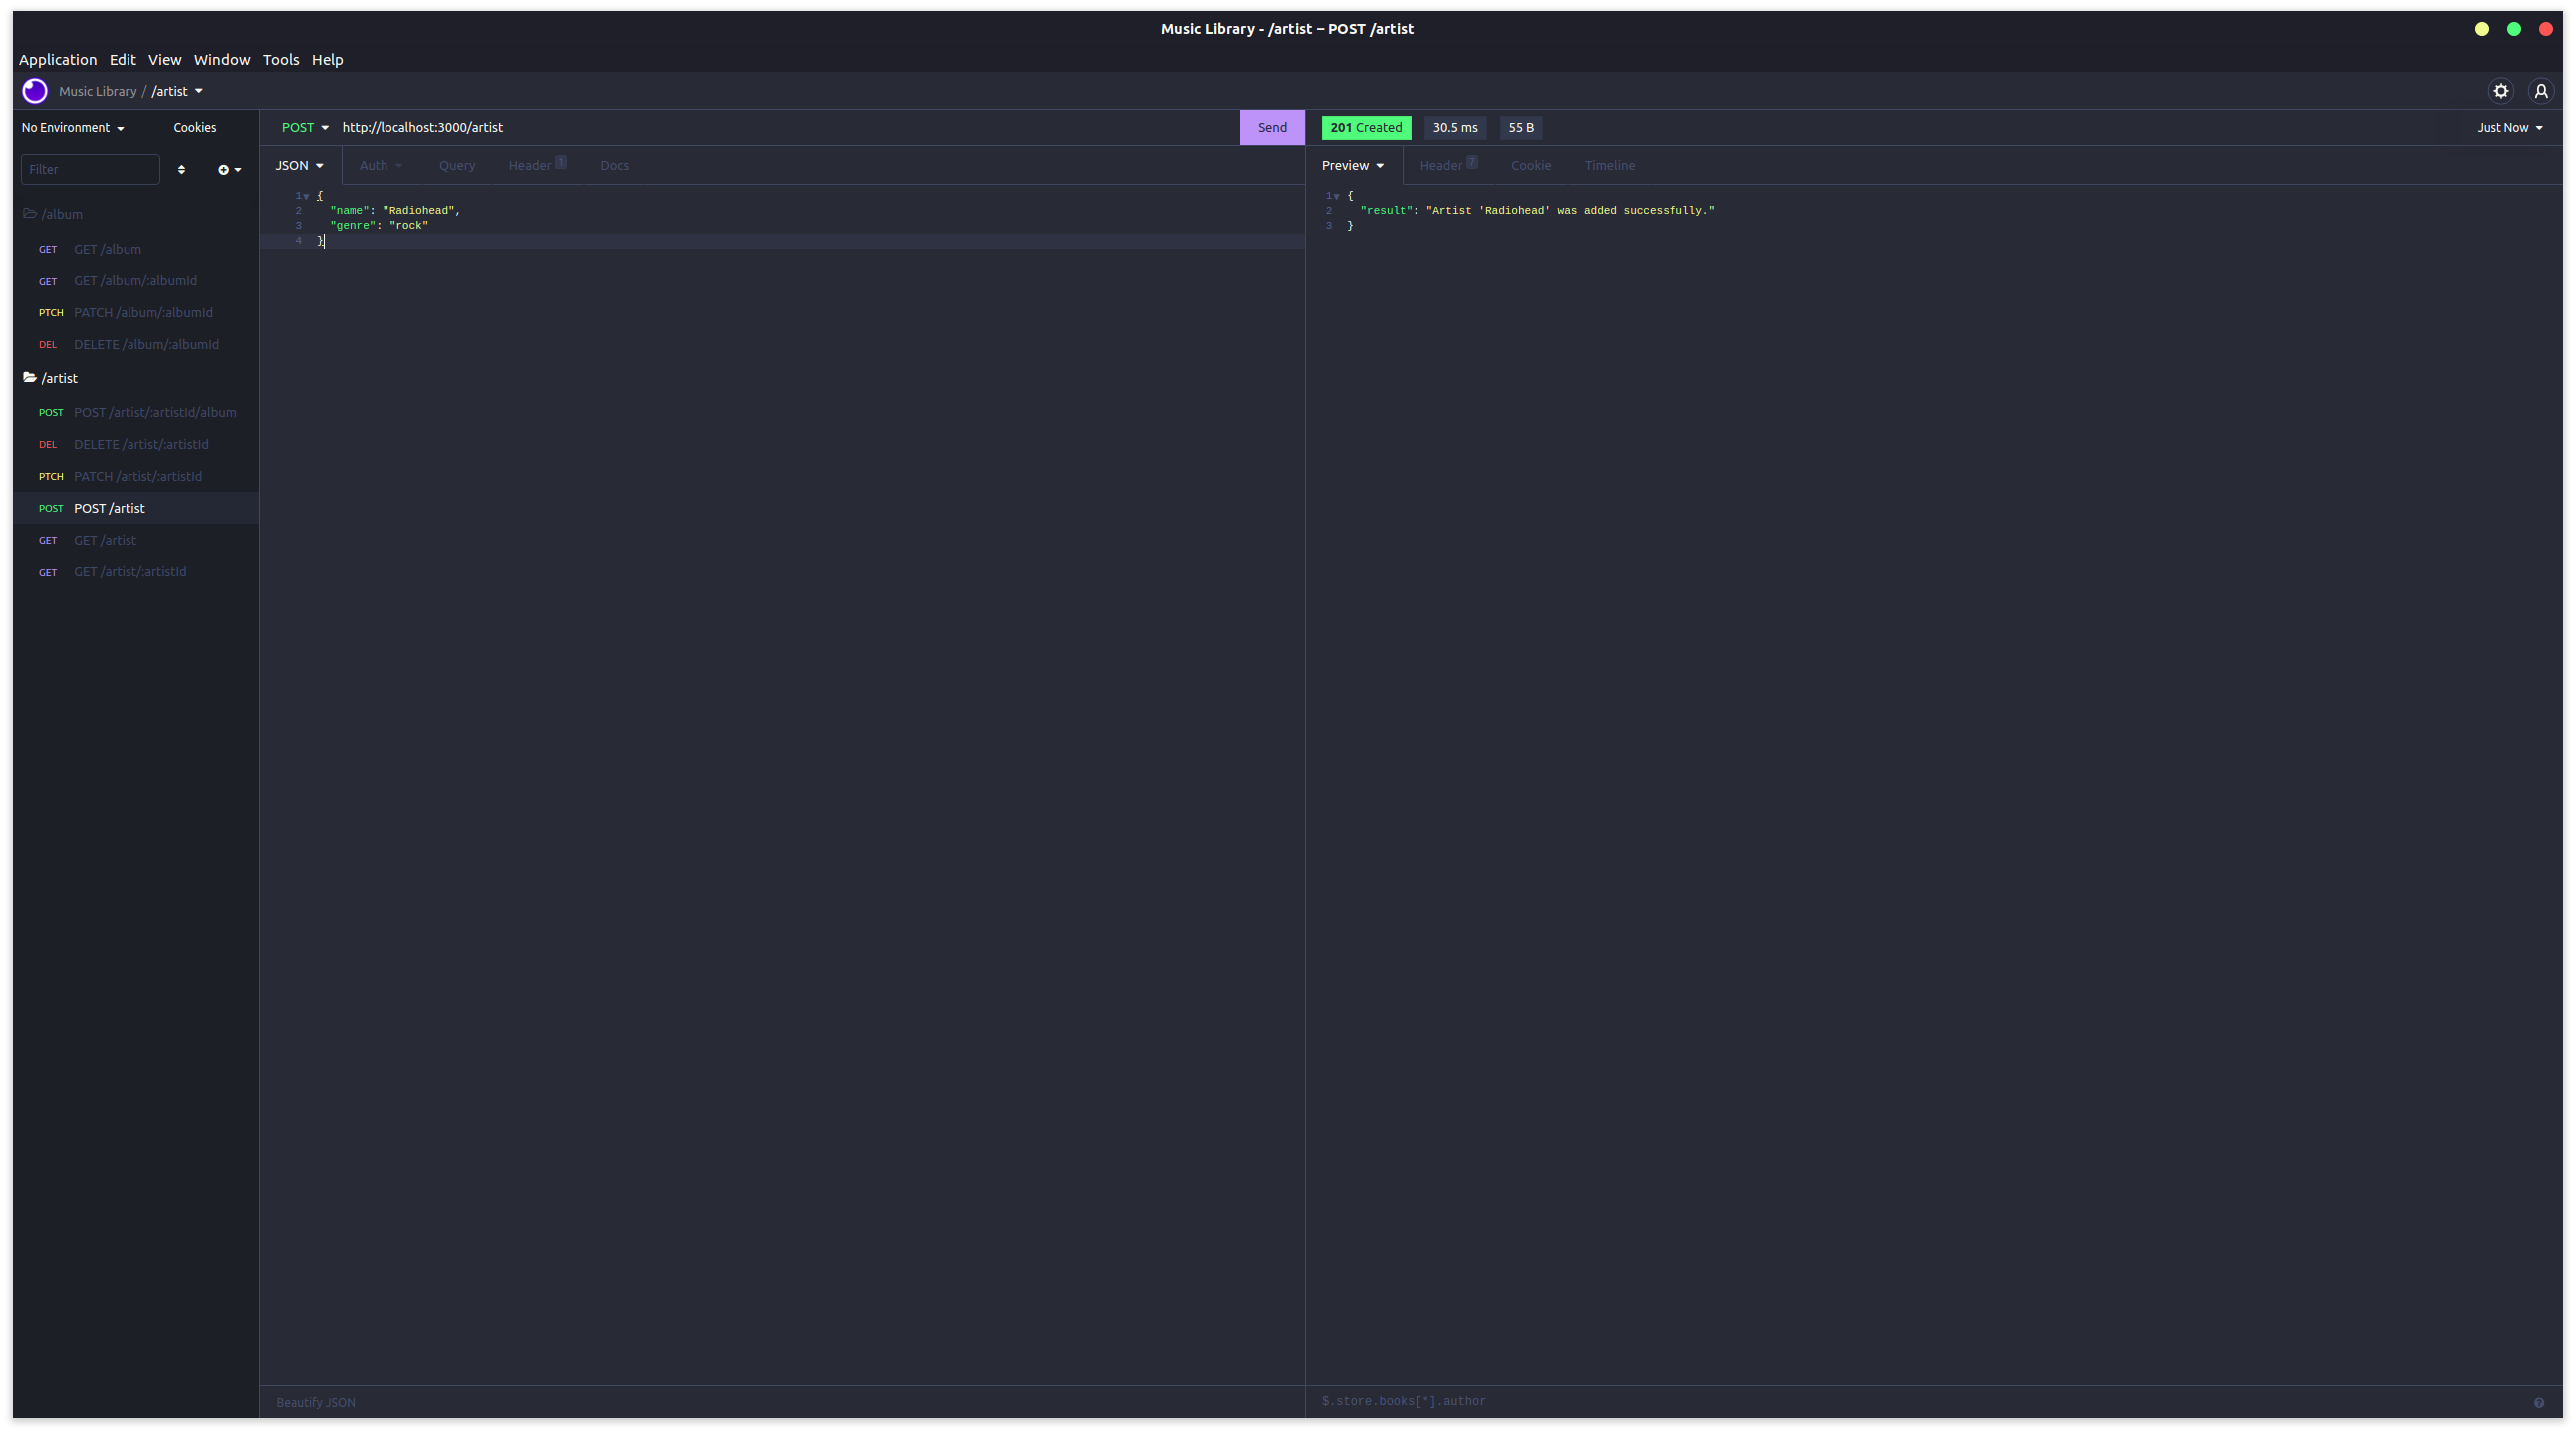 Music Library - /artist – POST /artist
Application Edit View Window Tools Help
Music Library / /artist
No Environment Cookies
Filter
/album
GET GET /album
GET GET /album/:albumId
PTCH PATCH /album/:albumId
DEL DELETE /album/:albumId
/artist
POST POST /artist/:artistId/album
DEL DELETE /artist/:artistId
PTCH PATCH /artist/:artistId
POST POST /artist
GET GET /artist
GET GET /artist/:artistId
POST http://localhost:3000/artist Send
JSON Auth Query Header 1 Docs
1 {
2 "name": "Radiohead",
3 "genre": "rock"
4 }
Beautify JSON
201 Created 30.5 ms 55 B Just Now
Preview Header 7 Cookie Timeline
1 {
2 "result": "Artist 'Radiohead' was added successfully."
3 }
$.store.books[*].author